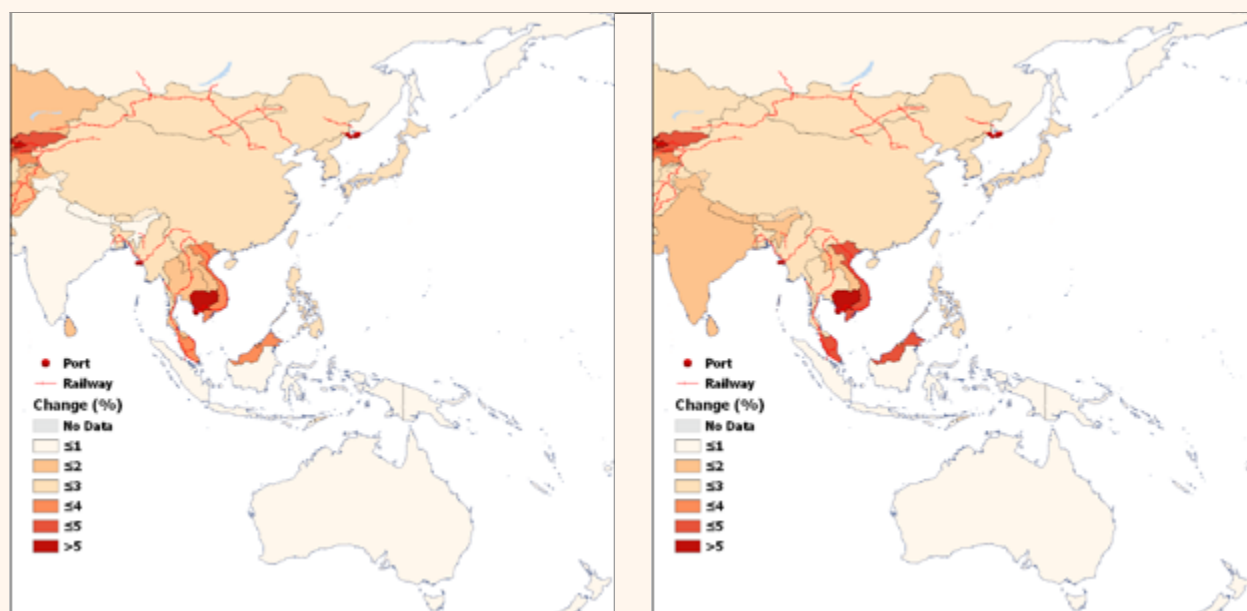 Port
Railway
Change (%)
No Data
≤1
≤2
≤3
≤4
≤5
>5
Port
Railway
Change (%)
No Data
≤1
≤2
≤3
≤4
≤5
>5